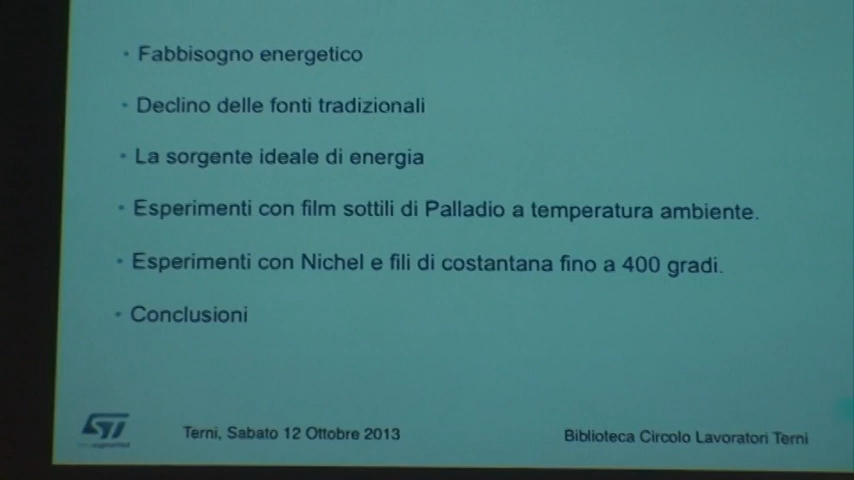 • Fabbisogno energetico
• Declino delle fonti tradizionali
• La sorgente ideale di energia
• Esperimenti con film sottili di Palladio a temperatura ambiente.
• Esperimenti con Nichel e fili di costantana fino a 400 gradi.
• Conclusioni
ST
Terni, Sabato 12 Ottobre 2013
Biblioteca Circolo Lavoratori Terni